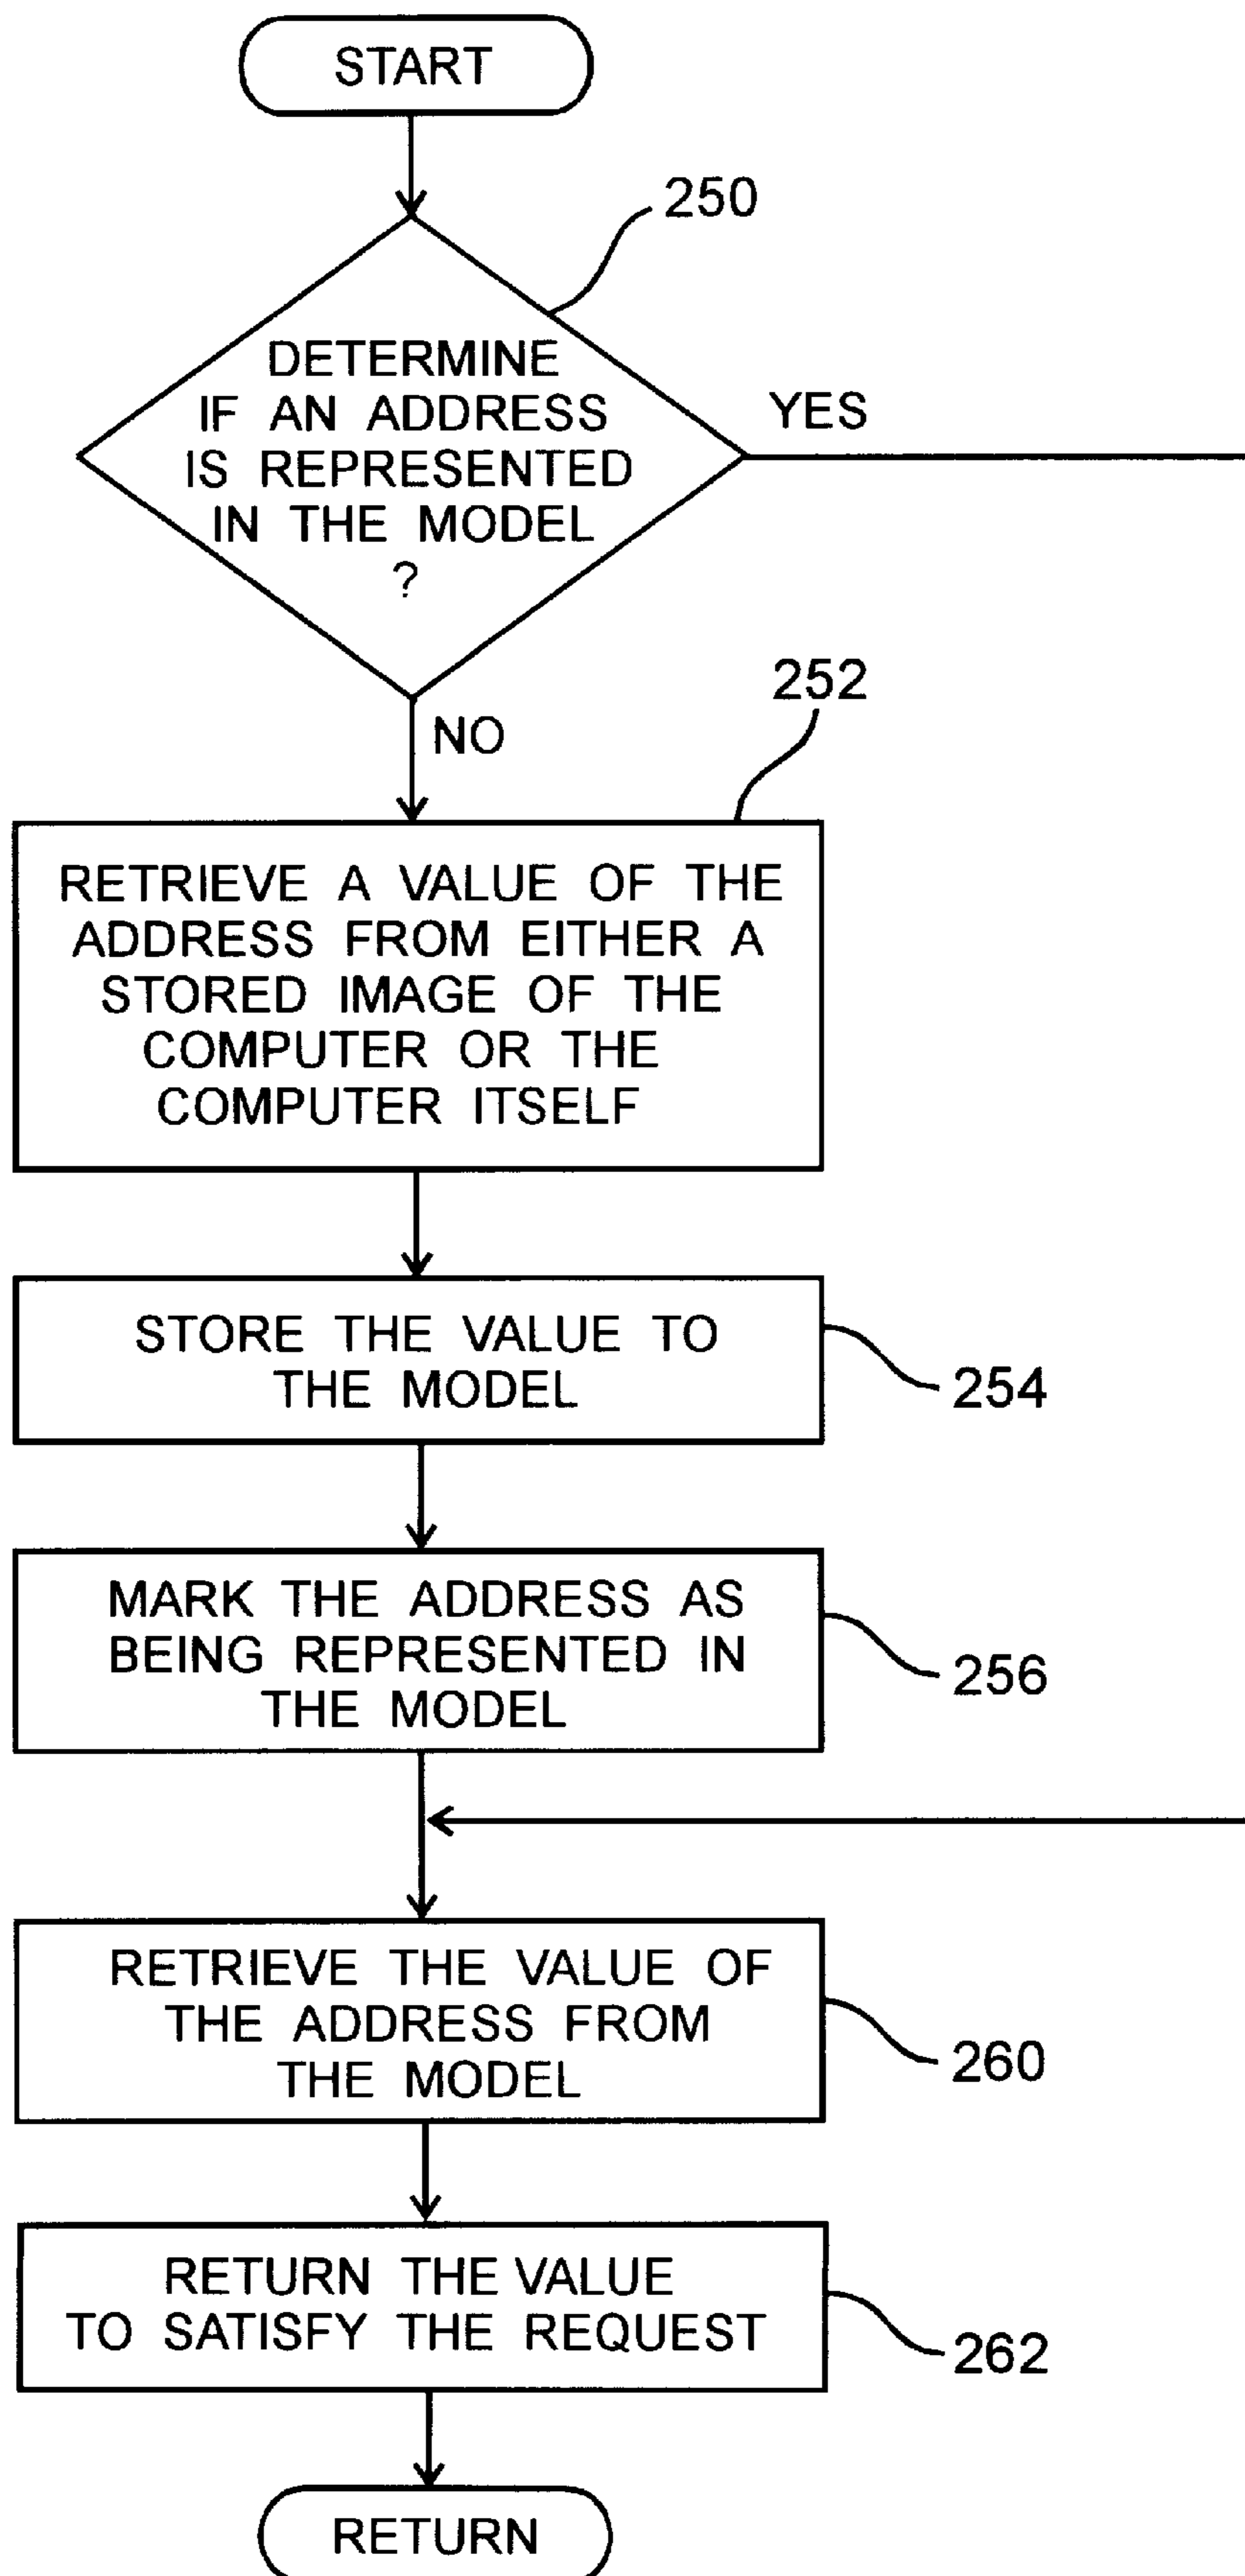 START
250
DETERMINE
IF AN ADDRESS
IS REPRESENTED
IN THE MODEL
?
YES
NO
252
RETRIEVE A VALUE OF THE
ADDRESS FROM EITHER A
STORED IMAGE OF THE
COMPUTER OR THE
COMPUTER ITSELF
STORE THE VALUE TO
THE MODEL
254
MARK THE ADDRESS AS
BEING REPRESENTED IN
THE MODEL
256
RETRIEVE THE VALUE OF
THE ADDRESS FROM
THE MODEL
260
RETURN THE VALUE
TO SATISFY THE REQUEST
262
RETURN